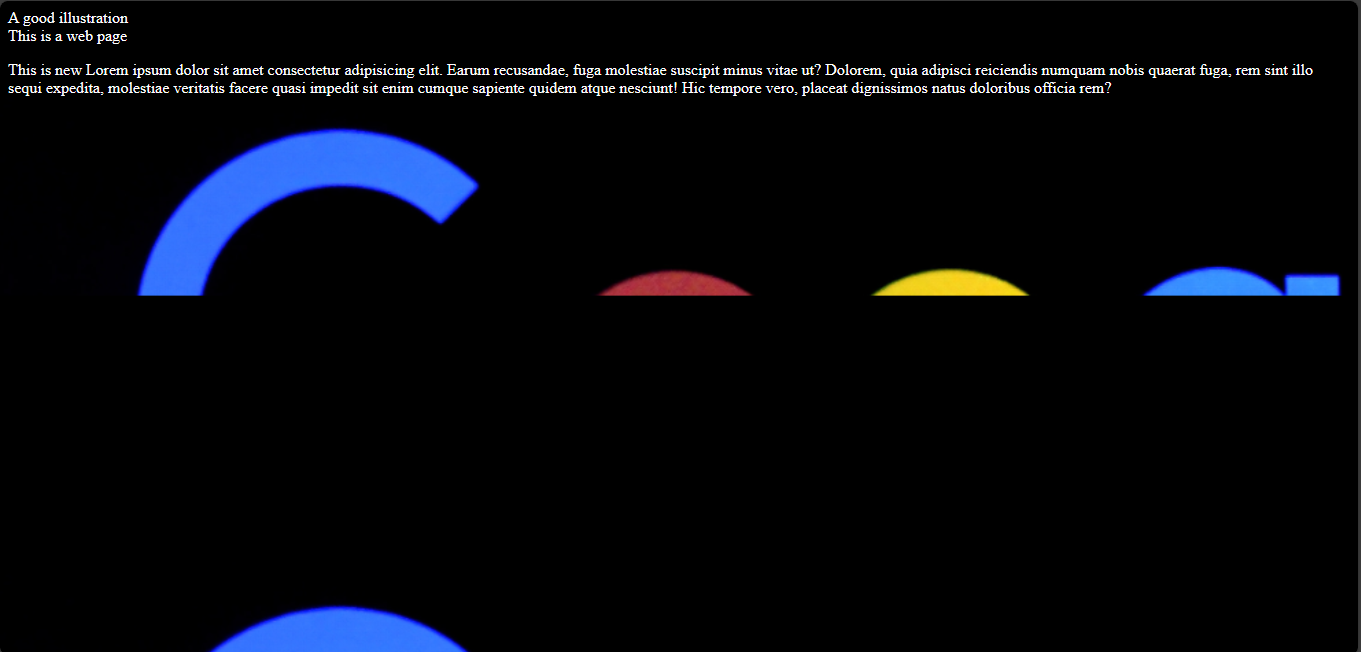 A good illustration
This is a web page
This is new Lorem ipsum dolor sit amet consectetur adipisicing elit. Earum recusandae, fuga molestiae suscipit minus vitae ut? Dolorem, quia adipisci reiciendis numquam nobis quaerat fuga, rem sint illo
sequi expedita, molestiae veritatis facere quasi impedit sit enim cumque sapiente quidem atque nesciunt! Hic tempore vero, placeat dignissimos natus doloribus officia rem?